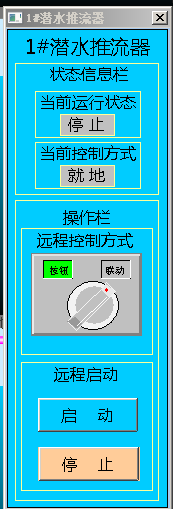 1#潜水推流器
1#潜水推流器
状态信息栏
当前运行状态
停 止
当前控制方式
就 地
操作栏
远程控制方式
按钮 联动
远程启动
启 动
停 止